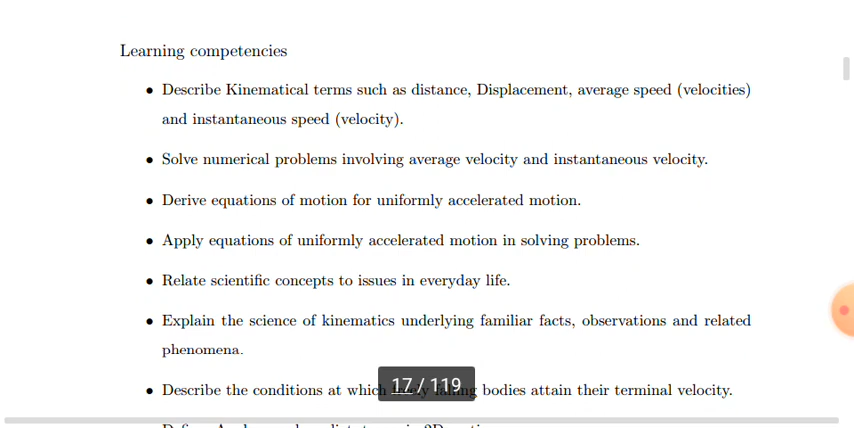 Learning competencies
• Describe Kinematical terms such as distance, Displacement, average speed (velocities)
and instantaneous speed (velocity).
• Solve numerical problems involving average velocity and instantaneous velocity.
• Derive equations of motion for uniformly accelerated motion.
• Apply equations of uniformly accelerated motion in solving problems.
• Relate scientific concepts to issues in everyday life.
• Explain the science of kinematics underlying familiar facts, observations and related
phenomena.
• Describe the conditions at which bodies attain their terminal velocity.
17 / 119